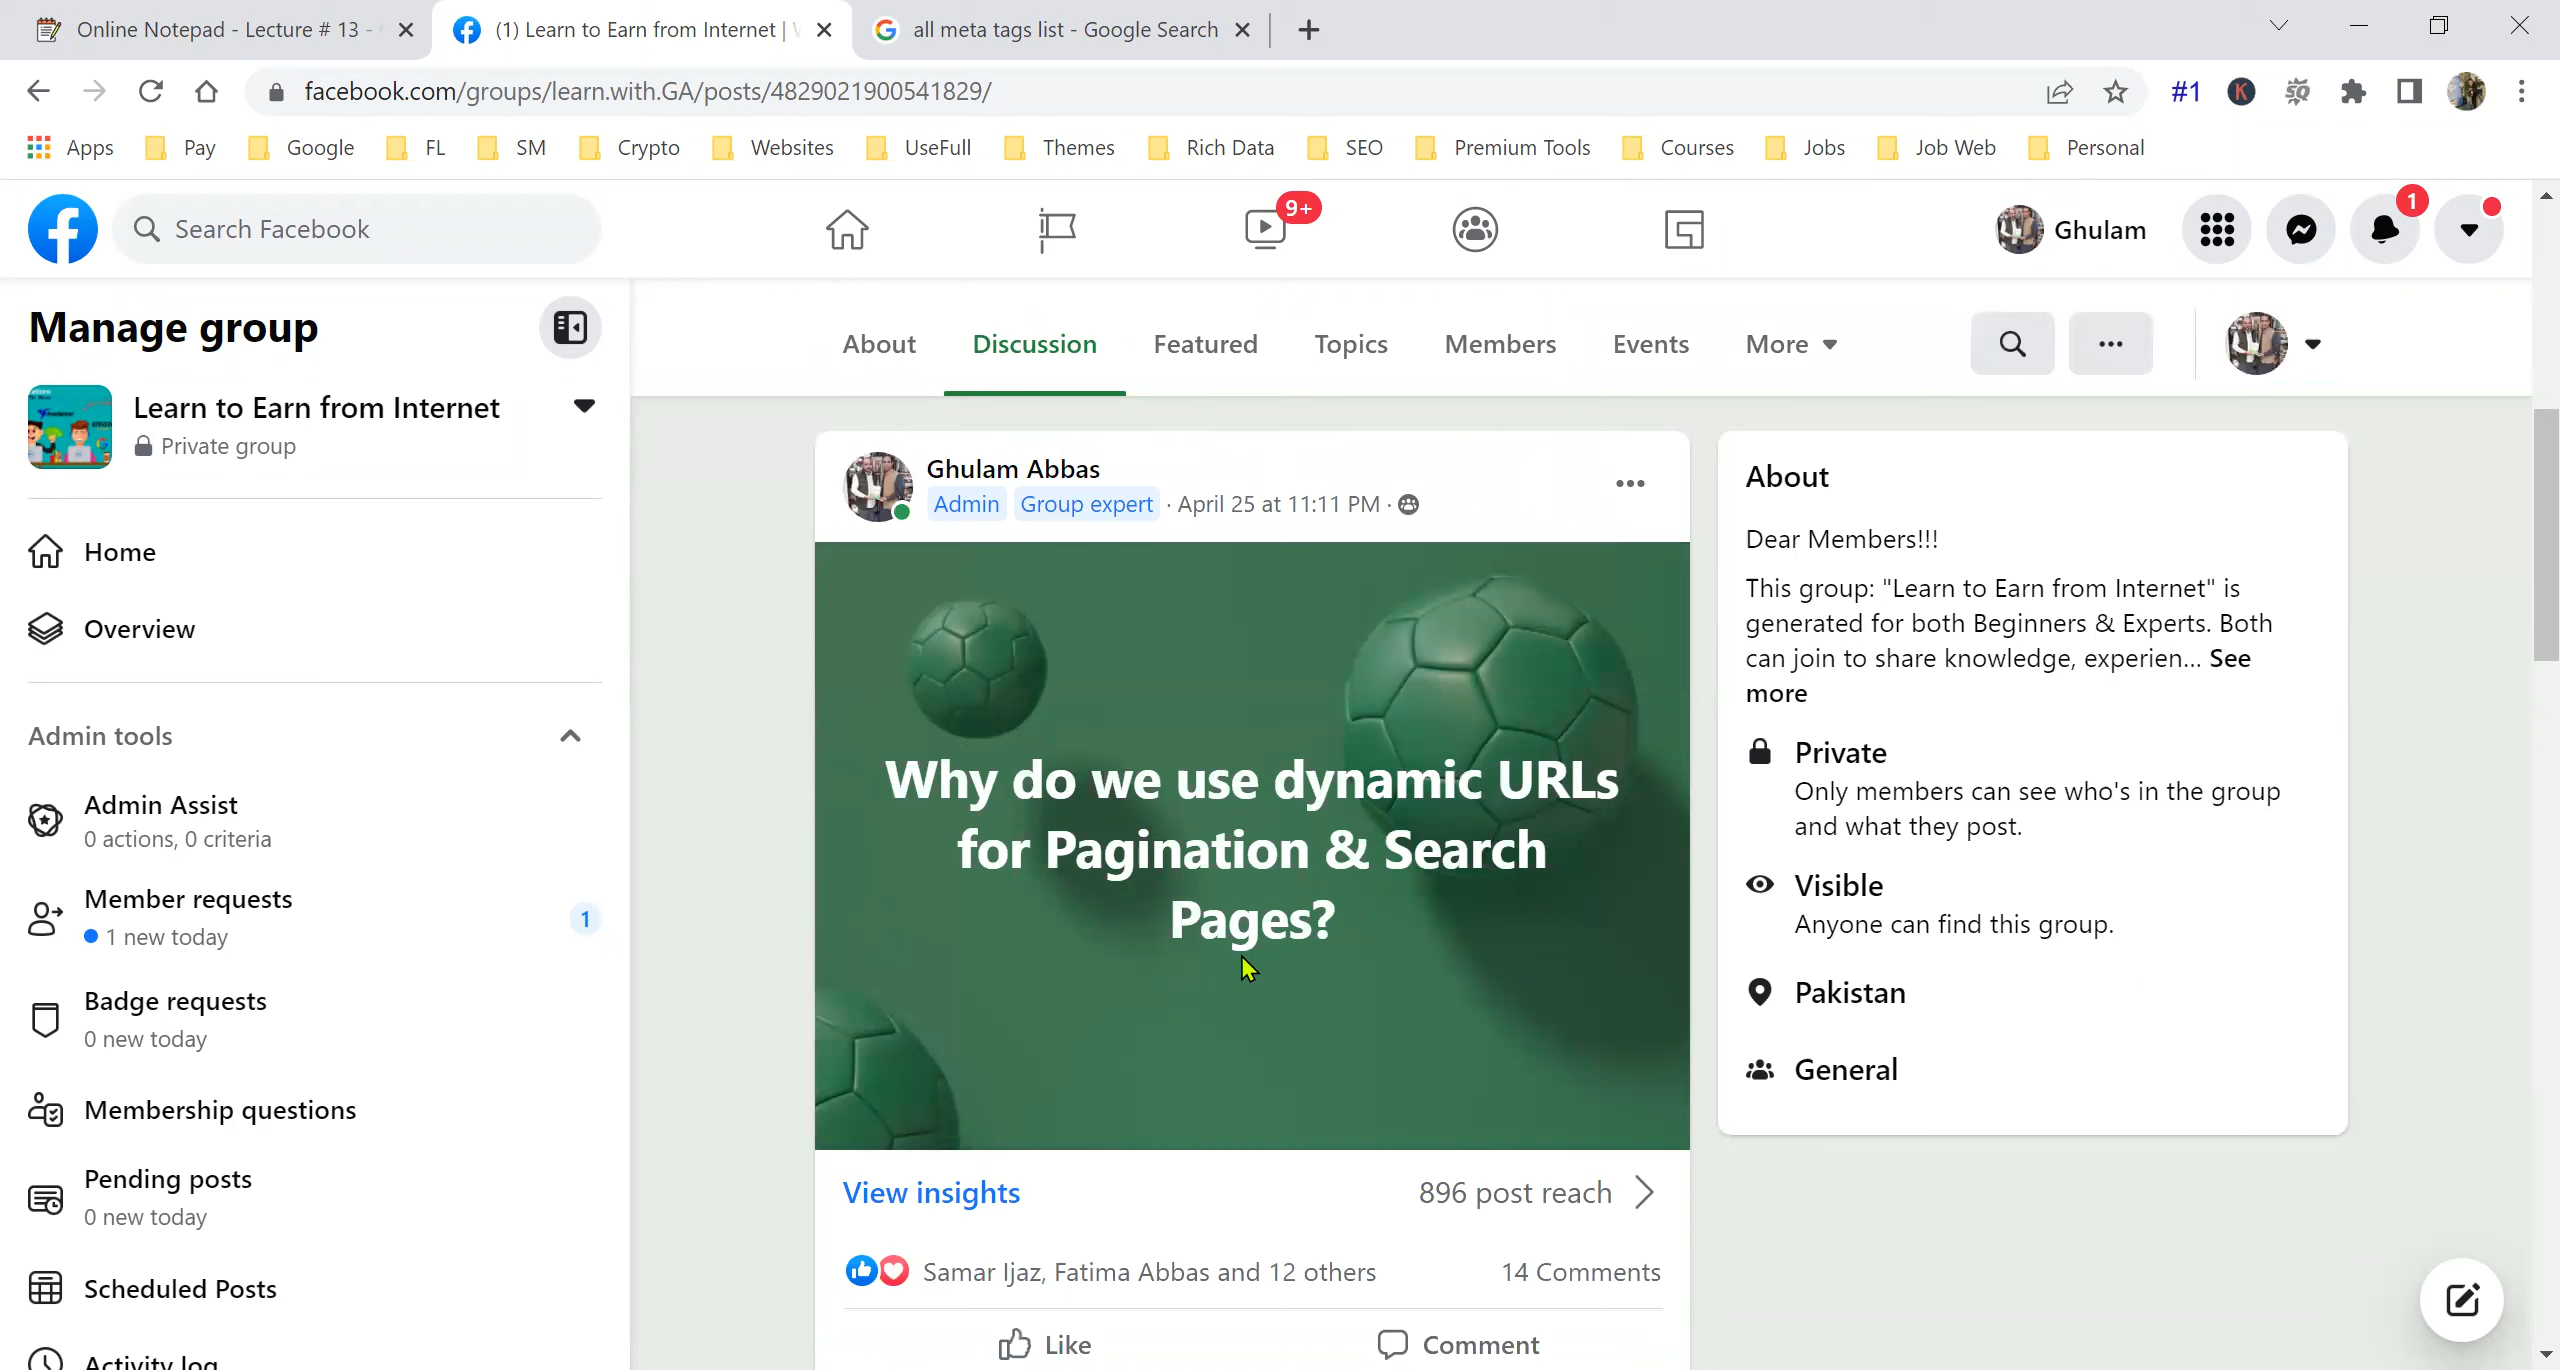 Online Notepad - Lecture # 13 -
(1) Learn to Earn from Internet |
all meta tags list - Google Search
facebook.com/groups/learn.with.GA/posts/4829021900541829/
#1
Apps
Pay
Google
FL
SM
Crypto
Websites
UseFull
Themes
Rich Data
SEO
Premium Tools
Courses
Jobs
Job Web
Personal
Search Facebook
9+
Ghulam
1
Manage group
Learn to Earn from Internet
Private group
Home
Overview
Admin tools
Admin Assist
0 actions, 0 criteria
Member requests
1 new today
1
Badge requests
0 new today
Membership questions
Pending posts
0 new today
Scheduled Posts
Activity log
About
Discussion
Featured
Topics
Members
Events
More
Ghulam Abbas
Admin Group expert · April 25 at 11:11 PM ·
Why do we use dynamic URLs
for Pagination & Search
Pages?
View insights
896 post reach
Samar Ijaz, Fatima Abbas and 12 others
14 Comments
Like
Comment
About
Dear Members!!!
This group: "Learn to Earn from Internet" is
generated for both Beginners & Experts. Both
can join to share knowledge, experien... See
more
Private
Only members can see who's in the group
and what they post.
Visible
Anyone can find this group.
Pakistan
General